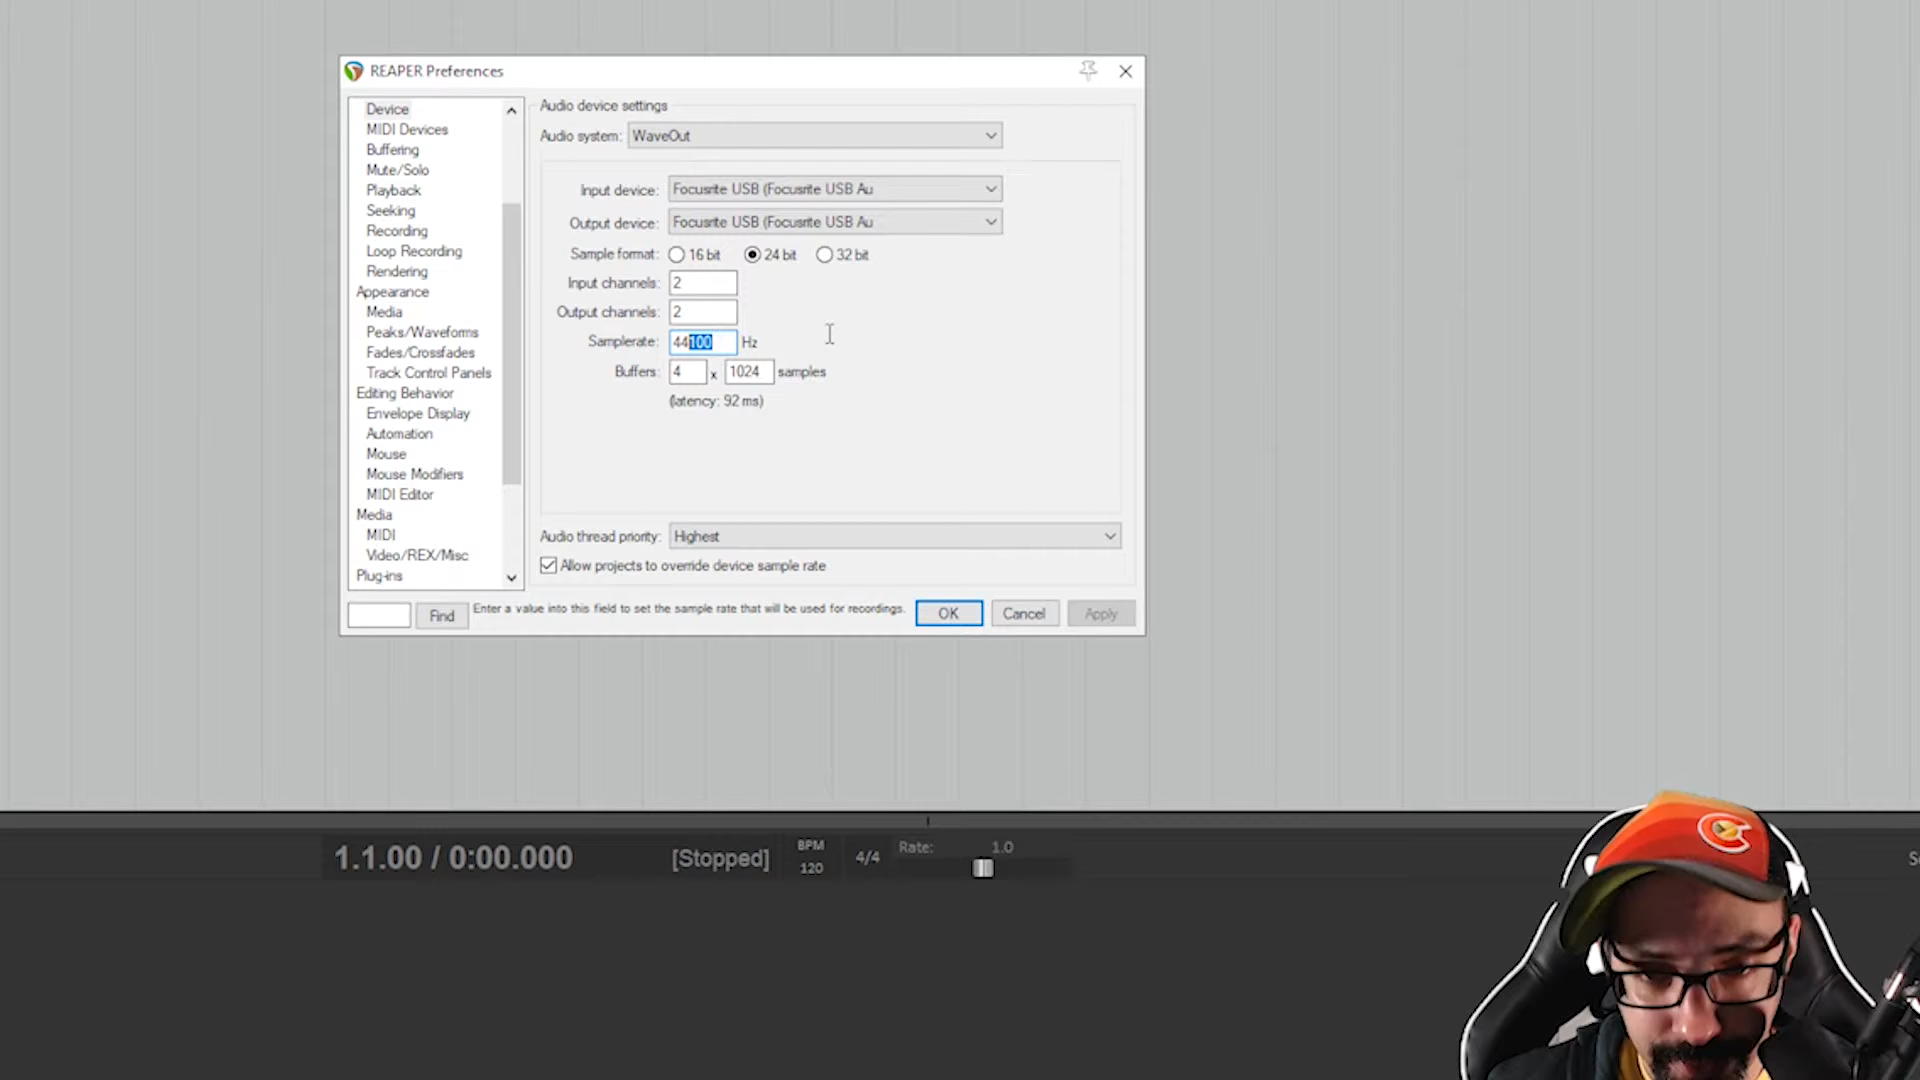 REAPER Preferences
Device
MIDI Devices
Buffering
Mute/Solo
Playback
Seeking
Recording
Loop Recording
Rendering
Appearance
Media
Peaks/Waveforms
Fades/Crossfades
Track Control Panels
Editing Behavior
Envelope Display
Automation
Mouse
Mouse Modifiers
MIDI Editor
Media
MIDI
Video/REX/Misc
Plug-ins
Find
Audio device settings
Audio system: WaveOut
Input device: Focusrite USB (Focusrite USB Au
Output device: Focusrite USB (Focusrite USB Au
Sample format: 16 bit 24 bit 32 bit
Input channels: 2
Output channels: 2
Samplerate: 44100 Hz
Buffers: 4 x 1024 samples
(latency: 92 ms)
Audio thread priority: Highest
Allow projects to override device sample rate
Enter a value into this field to set the sample rate that will be used for recordings.
OK Cancel Apply
1.1.00 / 0:00.000
[Stopped]
BPM
120
4/4
Rate: 1.0